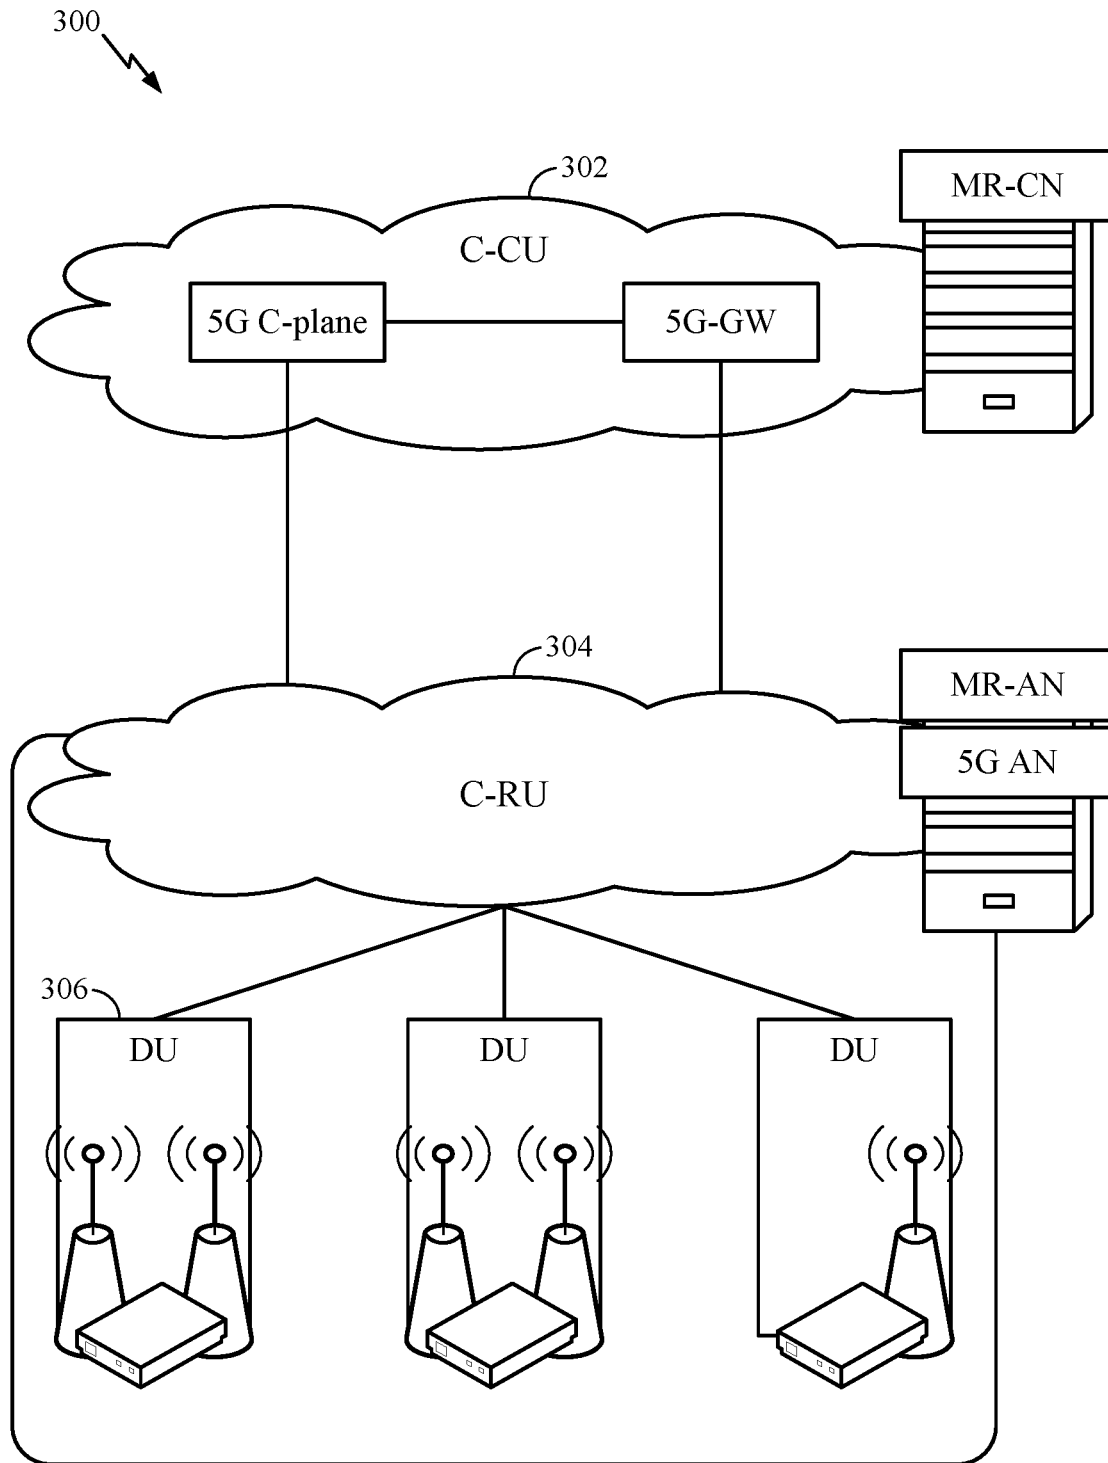 300
302
MR-CN
C-CU
5G C-plane
5G-GW
304
MR-AN
5G AN
C-RU
306
DU
DU
DU